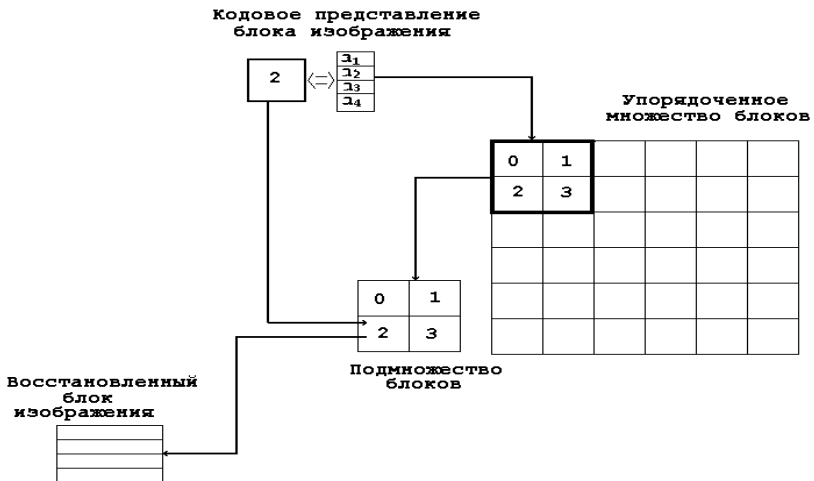 Кодовое представление
блока изображения
2 <=> a1
a2
a3
a4
Упорядоченное
множество блоков
0 1
2 3
0 1
2 3
Подмножество
блоков
Восстановленный
блок
изображения